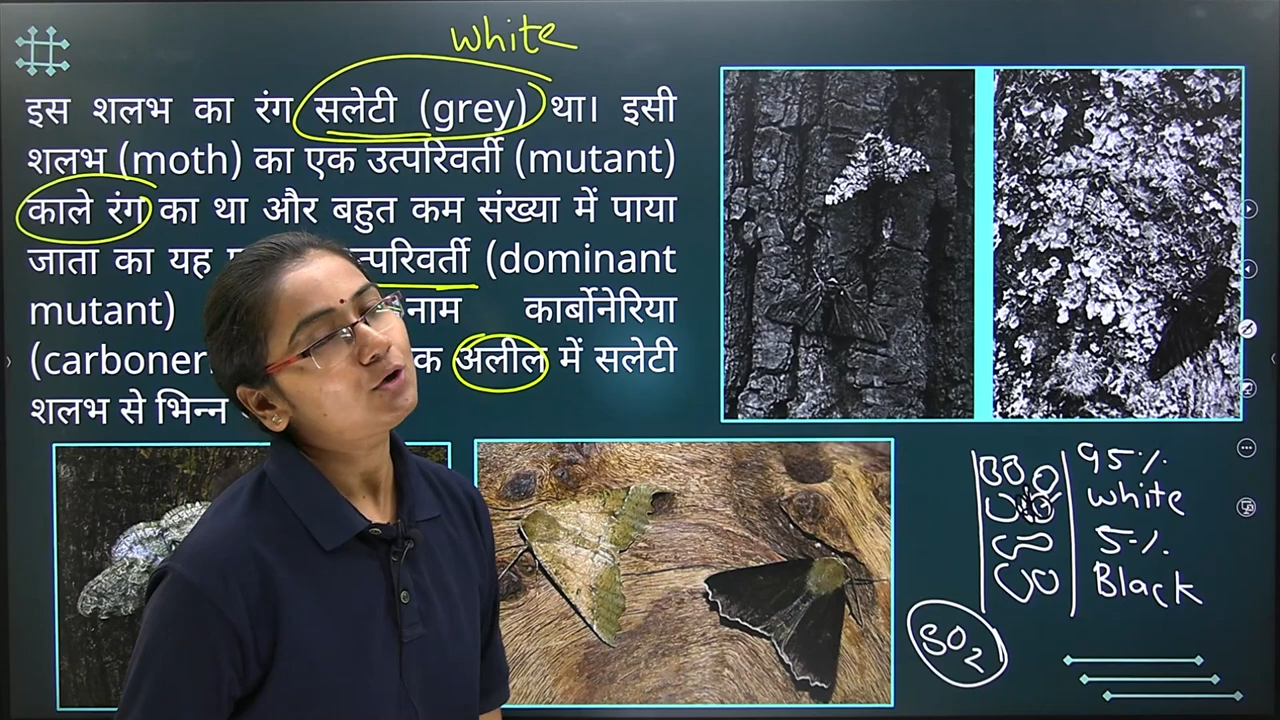 white
इस शलभ का रंग सलेटी (grey) था। इसी
शलभ (moth) का एक उत्परिवर्ती (mutant)
काले रंग का था और बहुत कम संख्या में पाया
जाता का यह त्परिवर्ती (dominant
mutant) नाम कार्बोनेरिया
(carboner क अलील में सलेटी
शलभ से भिन्न
95%
white
5%
Black
SO2